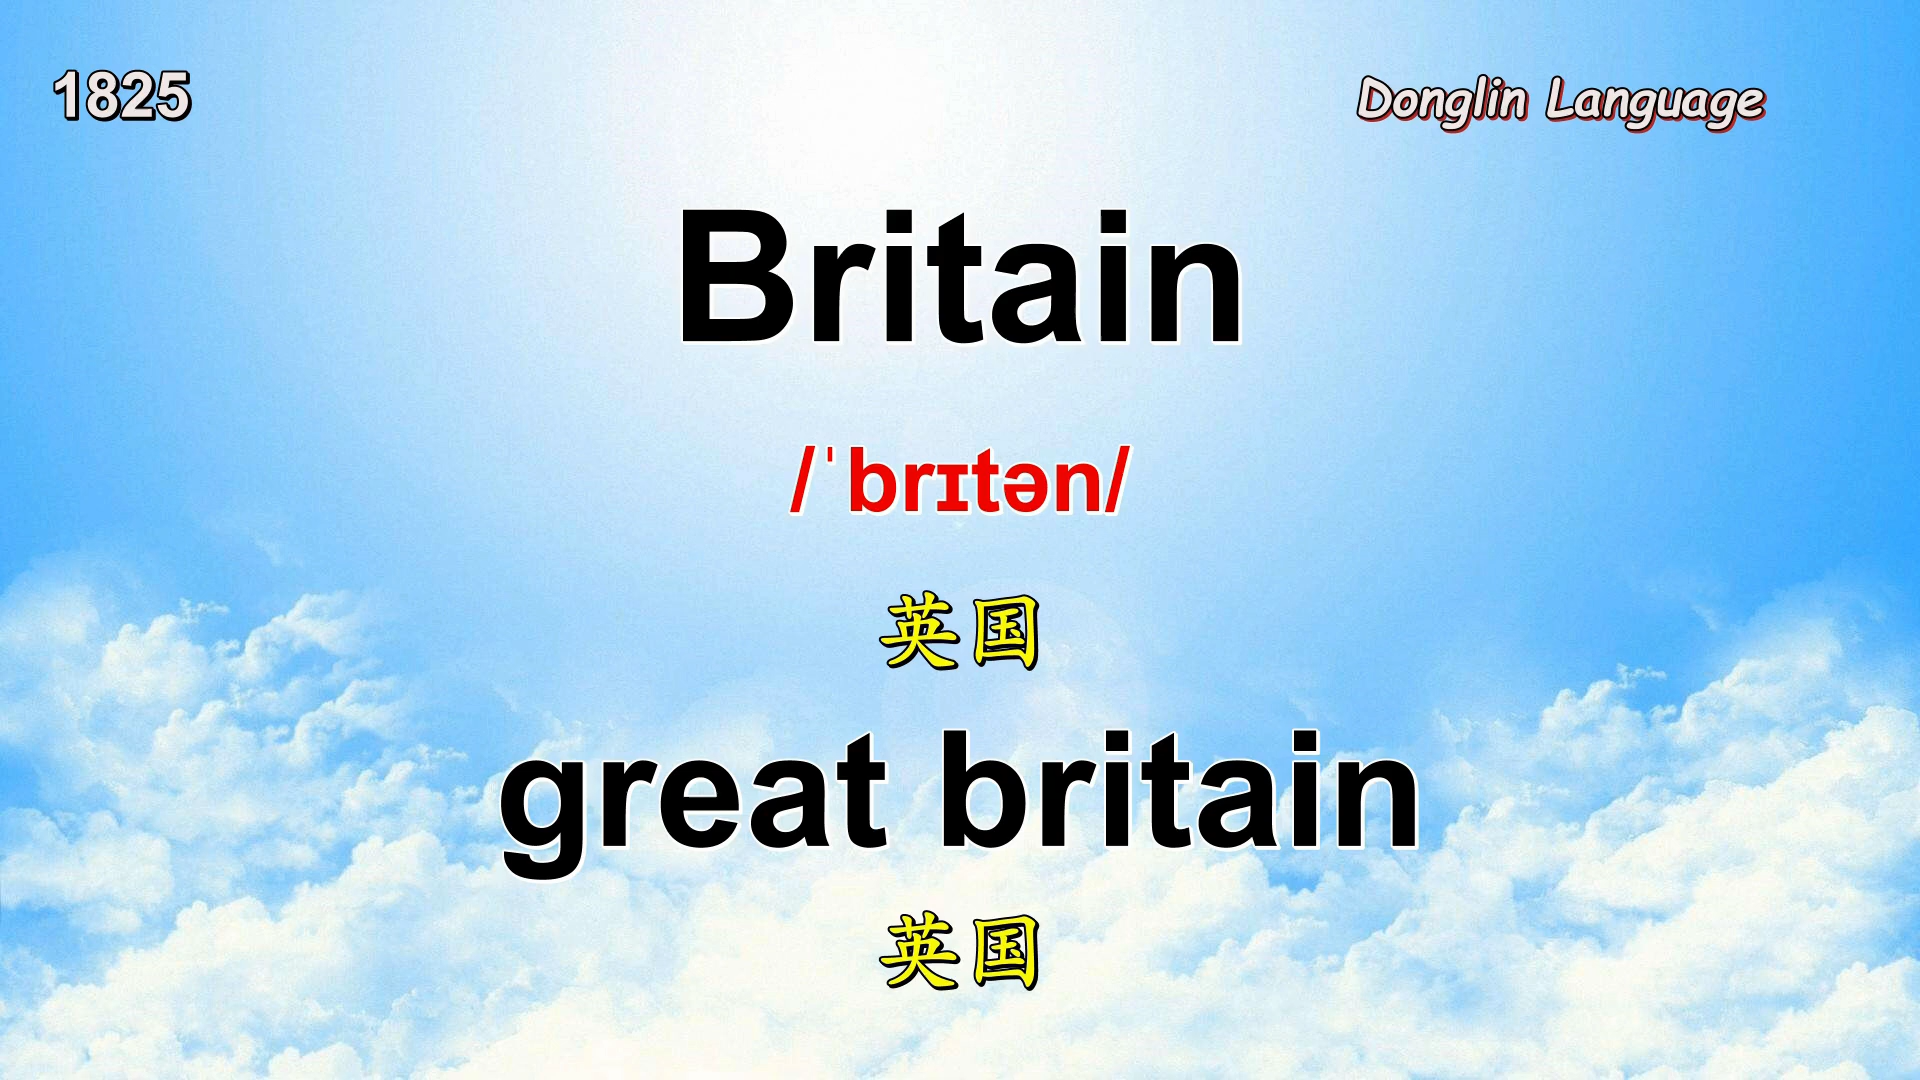 1825
Donglin Language
Britain
/ˈbrɪtən/
英国
great britain
英国